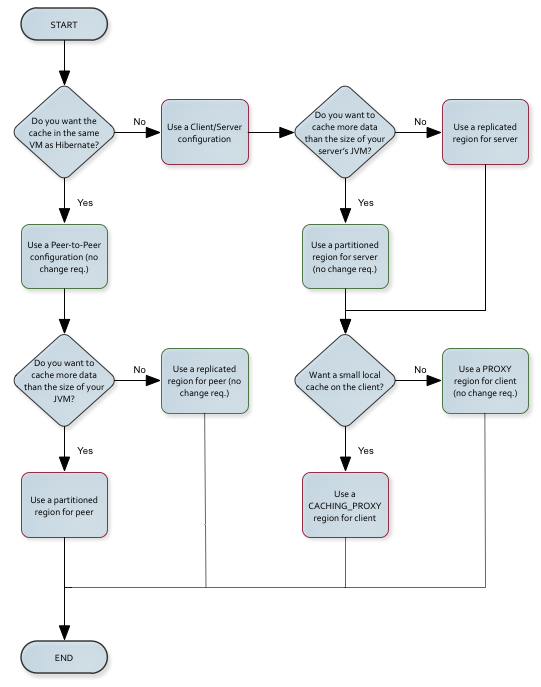 START
Do you want the
cache in the same
VM as Hibernate?
No
Use a Client/Server
configuration
Do you want to
cache more data
than the size of your
server's JVM?
No
Use a replicated
region for server
Yes
Yes
Use a Peer-to-Peer
configuration (no
change req.)
Use a partitioned
region for server
(no change req.)
Do you want to
cache more data
than the size of your
JVM?
No
Use a replicated
region for peer (no
change req.)
Want a small local
cache on the client?
No
Use a PROXY
region for client
(no change req.)
Yes
Yes
Use a partitioned
region for peer
Use a
CACHING_PROXY
region for client
END